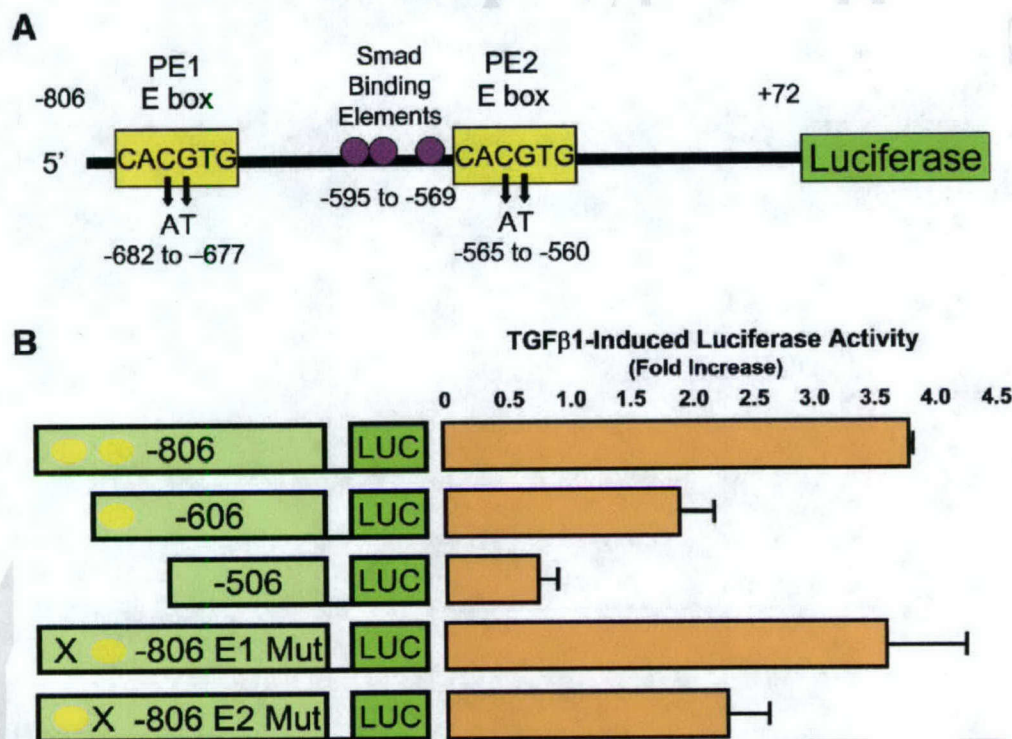 A
-806
PE1
E box
Smad
Binding
Elements
PE2
E box
+72
5'
CACGTG
CACGTG
Luciferase
AT
-682 to –677
-595 to -569
AT
-565 to -560
B
TGFβ1-Induced Luciferase Activity
(Fold Increase)
0 0.5 1.0 1.5 2.0 2.5 3.0 3.5 4.0 4.5
-806 LUC
-606 LUC
-506 LUC
X -806 E1 Mut LUC
X -806 E2 Mut LUC